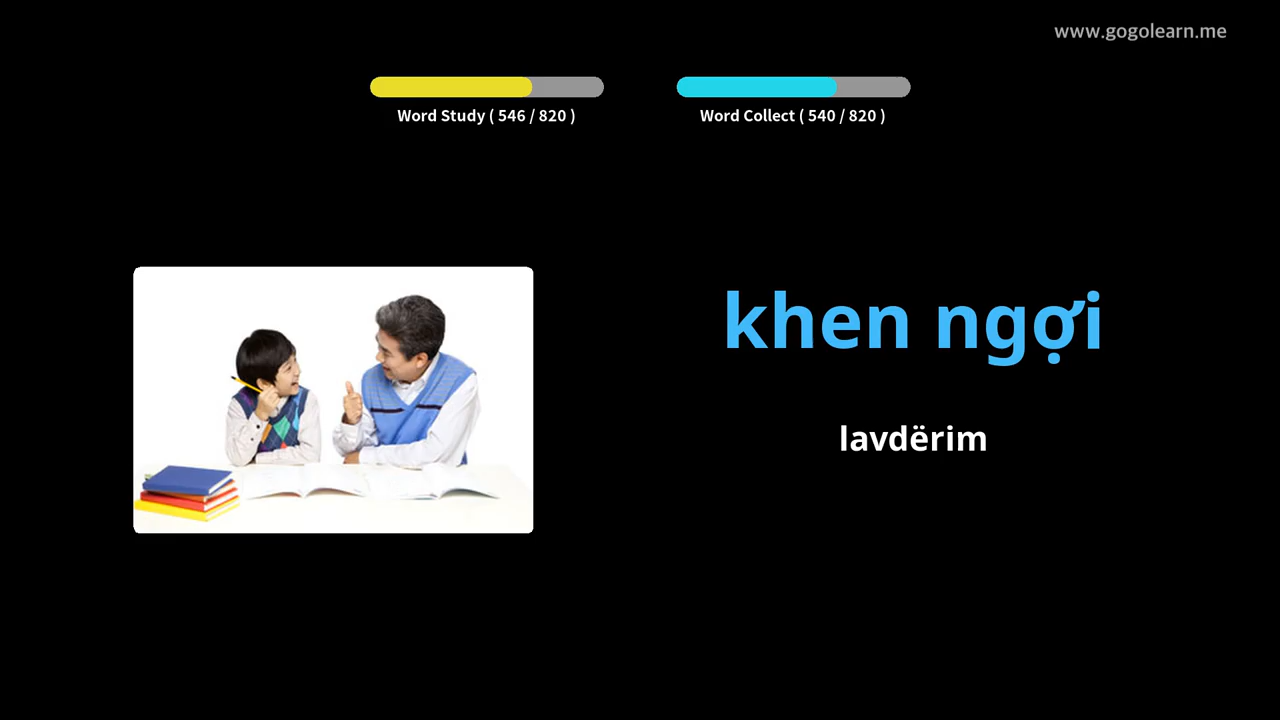 www.gogolearn.me
Word Study ( 546 / 820 )
Word Collect ( 540 / 820 )
khen ngợi
lavdërim